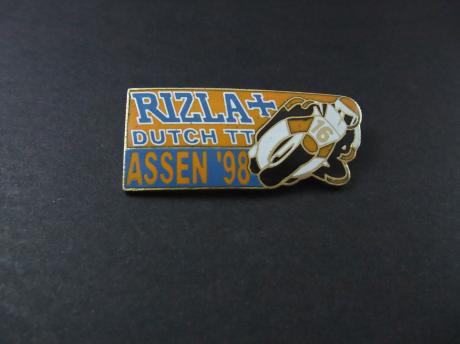 RIZLA+
DUTCH TT
ASSEN '98
16